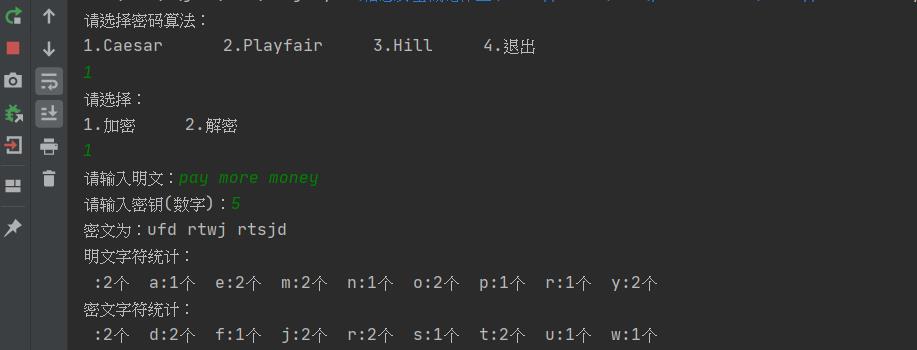 请选择密码算法：
1.Caesar 2.Playfair 3.Hill 4.退出
1
请选择：
1.加密 2.解密
1
请输入明文：pay more money
请输入密钥(数字)：5
密文为：ufd rtwj rtsjd
明文字符统计：
 :2个 a:1个 e:2个 m:2个 n:1个 o:2个 p:1个 r:1个 y:2个
密文字符统计：
 :2个 d:2个 f:1个 j:2个 r:2个 s:1个 t:2个 u:1个 w:1个